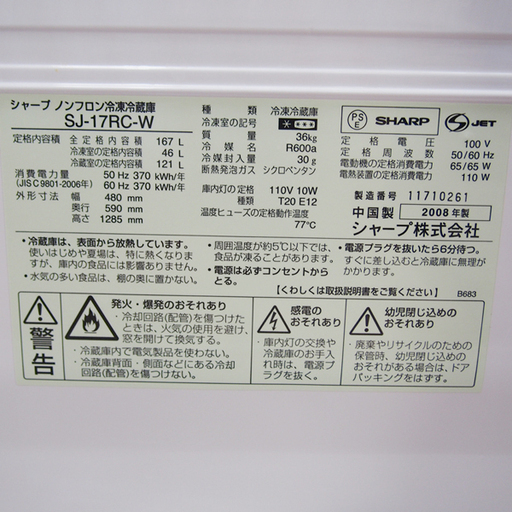 シャープ ノンフロン冷凍冷蔵庫
SJ-17RC-W
定格内容積 全定格内容積 167 L
冷凍室の定格内容積 46 L
冷蔵室の定格内容積 121 L
消費電力量 50 Hz 370 kWh/年
(JIS C 9801-2006年) 60 Hz 370 kWh/年
外形寸法 幅 480 mm
奥行 590 mm
高さ 1285 mm
種類 冷凍冷蔵庫
冷凍室の記号
質量 36kg
冷媒 R600a
冷媒封入量 30 g
断熱発泡ガス シクロペンタン
庫内灯の定格 110V 10W
T20 E12
温度ヒューズの定格動作温度
77℃
PSE SHARP JET
定格電圧 100 V
定格周波数 50/60 Hz
電動機の定格消費電力 65/65 W
電熱装置の定格消費電力 110 W
製造番号 11710261
中国製 2008年製
シャープ株式会社
・冷蔵庫は、表面から放熱しています。
使いはじめや夏場は、特に熱くなりま
すが、庫内の食品には影響ありません。
・水気の多い食品は、棚の奥に置かない。
・周囲温度が約5℃以下では、
食品が凍ることがあります。
・電源は必ずコンセントから
とる。
・電源プラグを抜いたら6分待つ。
すぐに差し込むと冷蔵庫に無理が
かかります。
【くわしくは取扱説明書をご覧ください】
B683
警告
発火・爆発のおそれあり
・冷却回路(配管)を傷つけた
ときは、火気の使用を避け、
窓を開けて換気する。
・冷蔵庫内で電気製品を使わない。
・冷蔵庫背面・側面などにある冷却
回路(配管)を傷つけない。
感電の
おそれあり
・庫内灯の交換や
冷蔵庫のお手入
れ時は、電源プラ
グを抜く。
幼児閉じ込めの
おそれあり
・廃棄やリサイクルのための
保管時、幼児閉じ込めの
おそれがある場合は、ドア
パッキングをはずす。